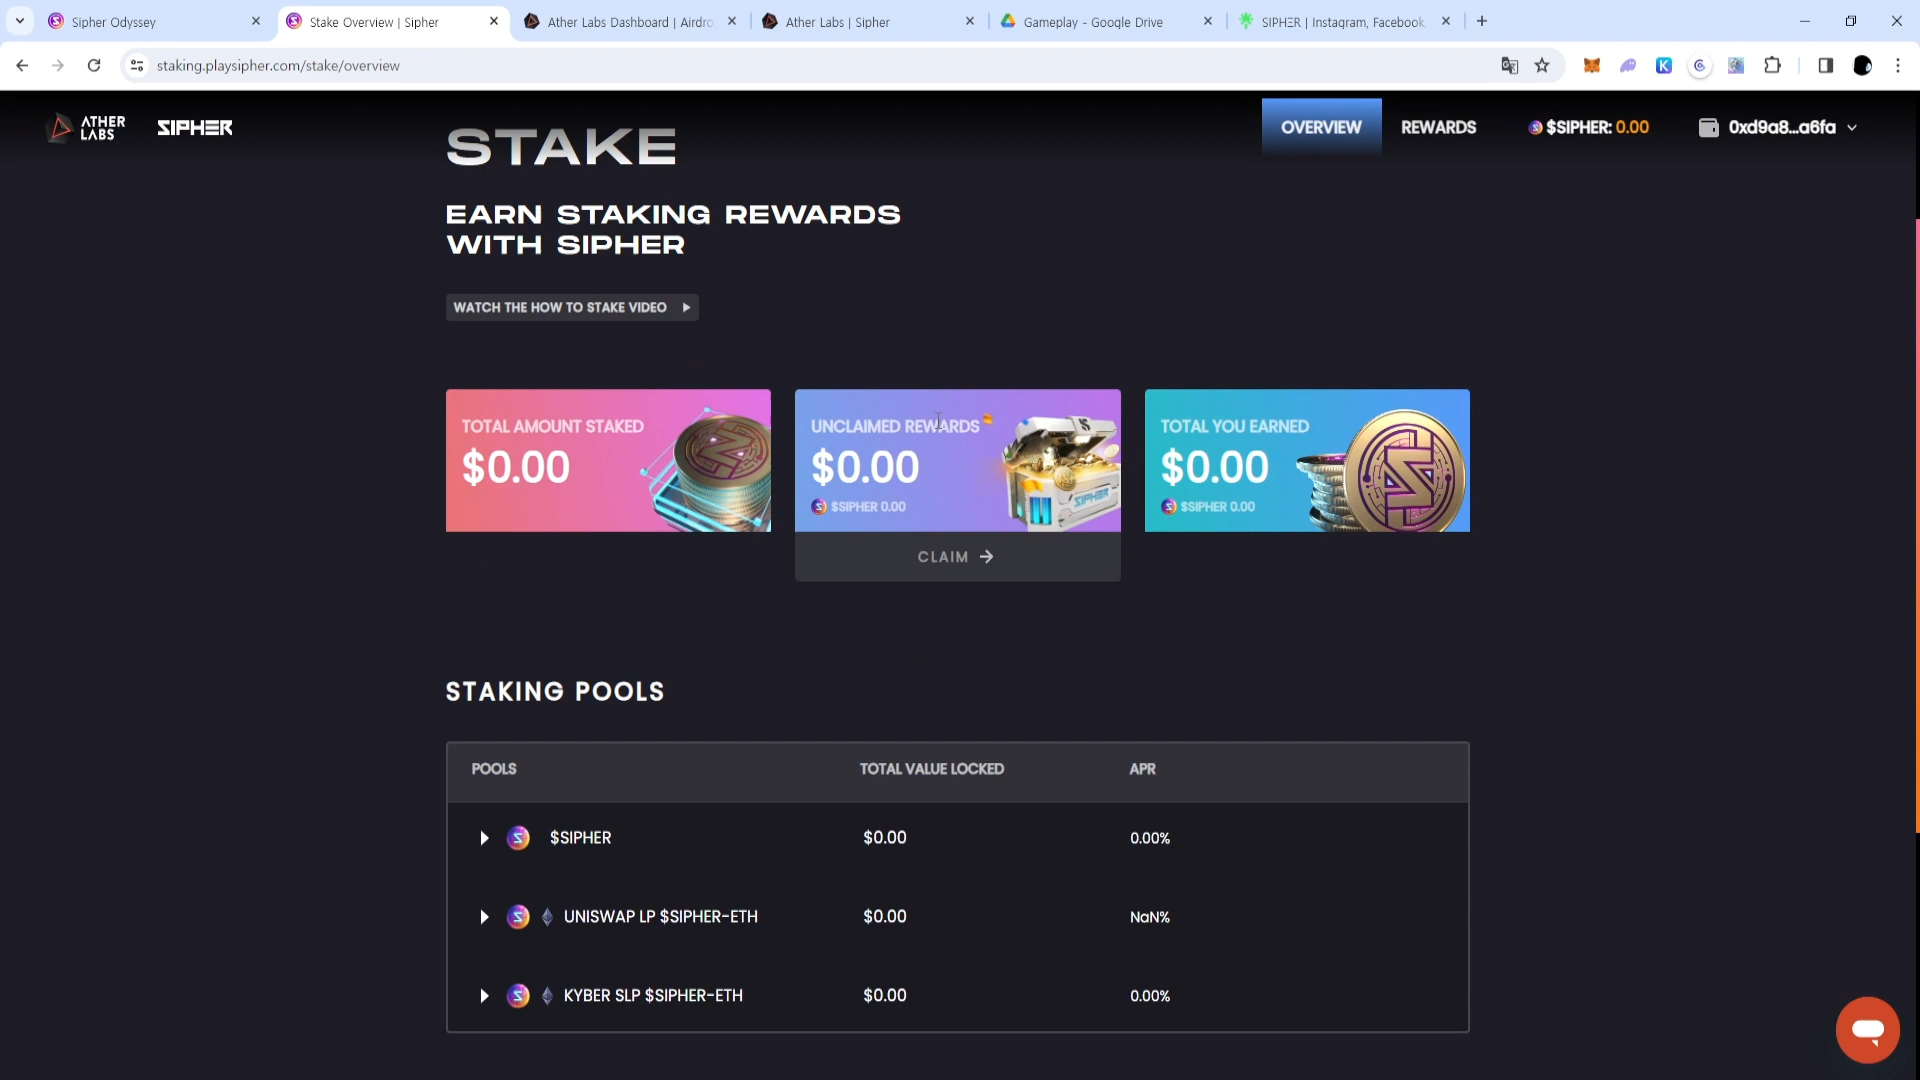 Sipher Odyssey
Stake Overview | Sipher
Ather Labs Dashboard | Airdro
Ather Labs | Sipher
Gameplay - Google Drive
SIPHΞR | Instagram, Facebook,
staking.playsipher.com/stake/overview
ATHER
LABS
SIPHER
OVERVIEW
REWARDS
$SIPHER: 0.00
0xd9a8...a6fa
STAKE
EARN STAKING REWARDS
WITH SIPHER
WATCH THE HOW TO STAKE VIDEO
TOTAL AMOUNT STAKED
$0.00
UNCLAIMED REWARDS
$0.00
$SIPHER 0.00
SIPHER
CLAIM
TOTAL YOU EARNED
$0.00
$SIPHER 0.00
STAKING POOLS
POOLS
TOTAL VALUE LOCKED
APR
$SIPHER
$0.00
0.00%
UNISWAP LP $SIPHER-ETH
$0.00
NaN%
KYBER SLP $SIPHER-ETH
$0.00
0.00%